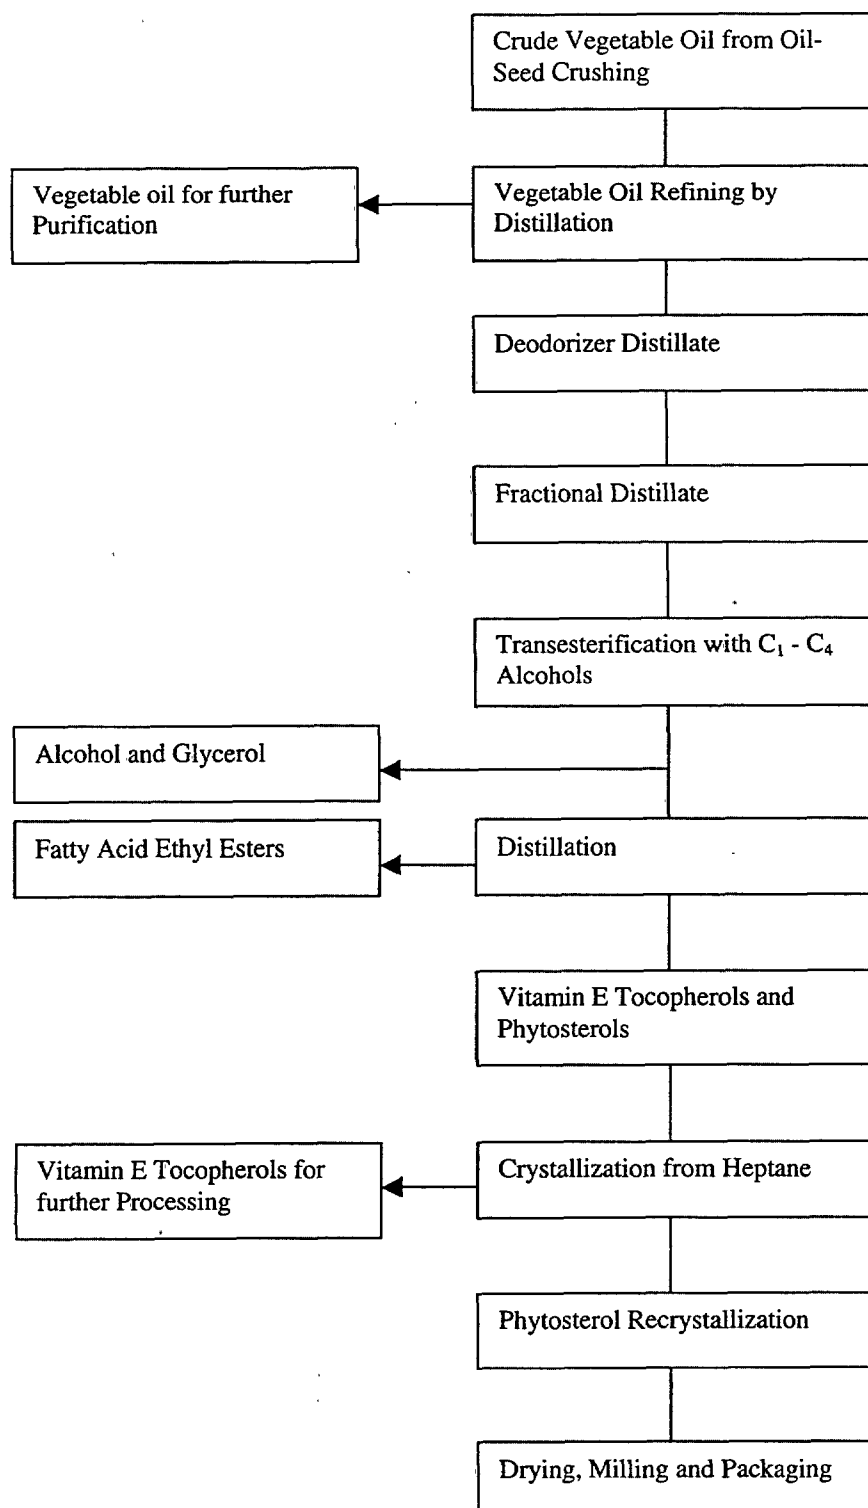 Crude Vegetable Oil from Oil-
Seed Crushing
Vegetable oil for further
Purification
Vegetable Oil Refining by
Distillation
Deodorizer Distillate
Fractional Distillate
Transesterification with C₁ - C₄
Alcohols
Alcohol and Glycerol
Fatty Acid Ethyl Esters
Distillation
Vitamin E Tocopherols and
Phytosterols
Vitamin E Tocopherols for
further Processing
Crystallization from Heptane
Phytosterol Recrystallization
Drying, Milling and Packaging